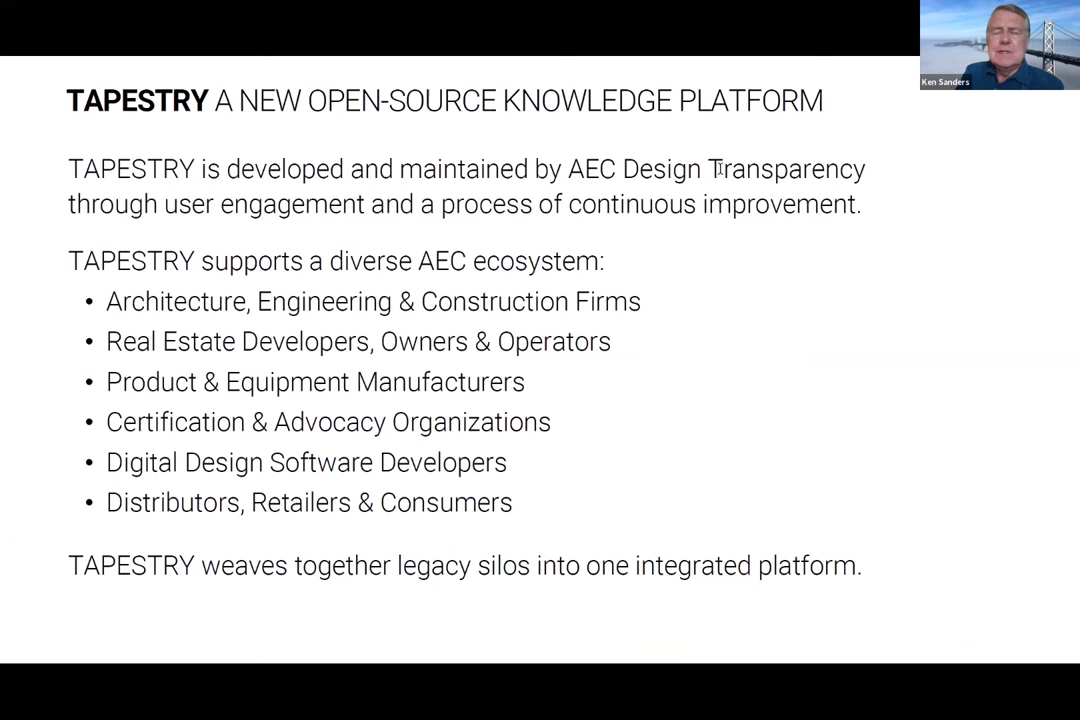 Ken Sanders
TAPESTRY A NEW OPEN-SOURCE KNOWLEDGE PLATFORM
TAPESTRY is developed and maintained by AEC Design Transparency
through user engagement and a process of continuous improvement.
TAPESTRY supports a diverse AEC ecosystem:
• Architecture, Engineering & Construction Firms
• Real Estate Developers, Owners & Operators
• Product & Equipment Manufacturers
• Certification & Advocacy Organizations
• Digital Design Software Developers
• Distributors, Retailers & Consumers
TAPESTRY weaves together legacy silos into one integrated platform.